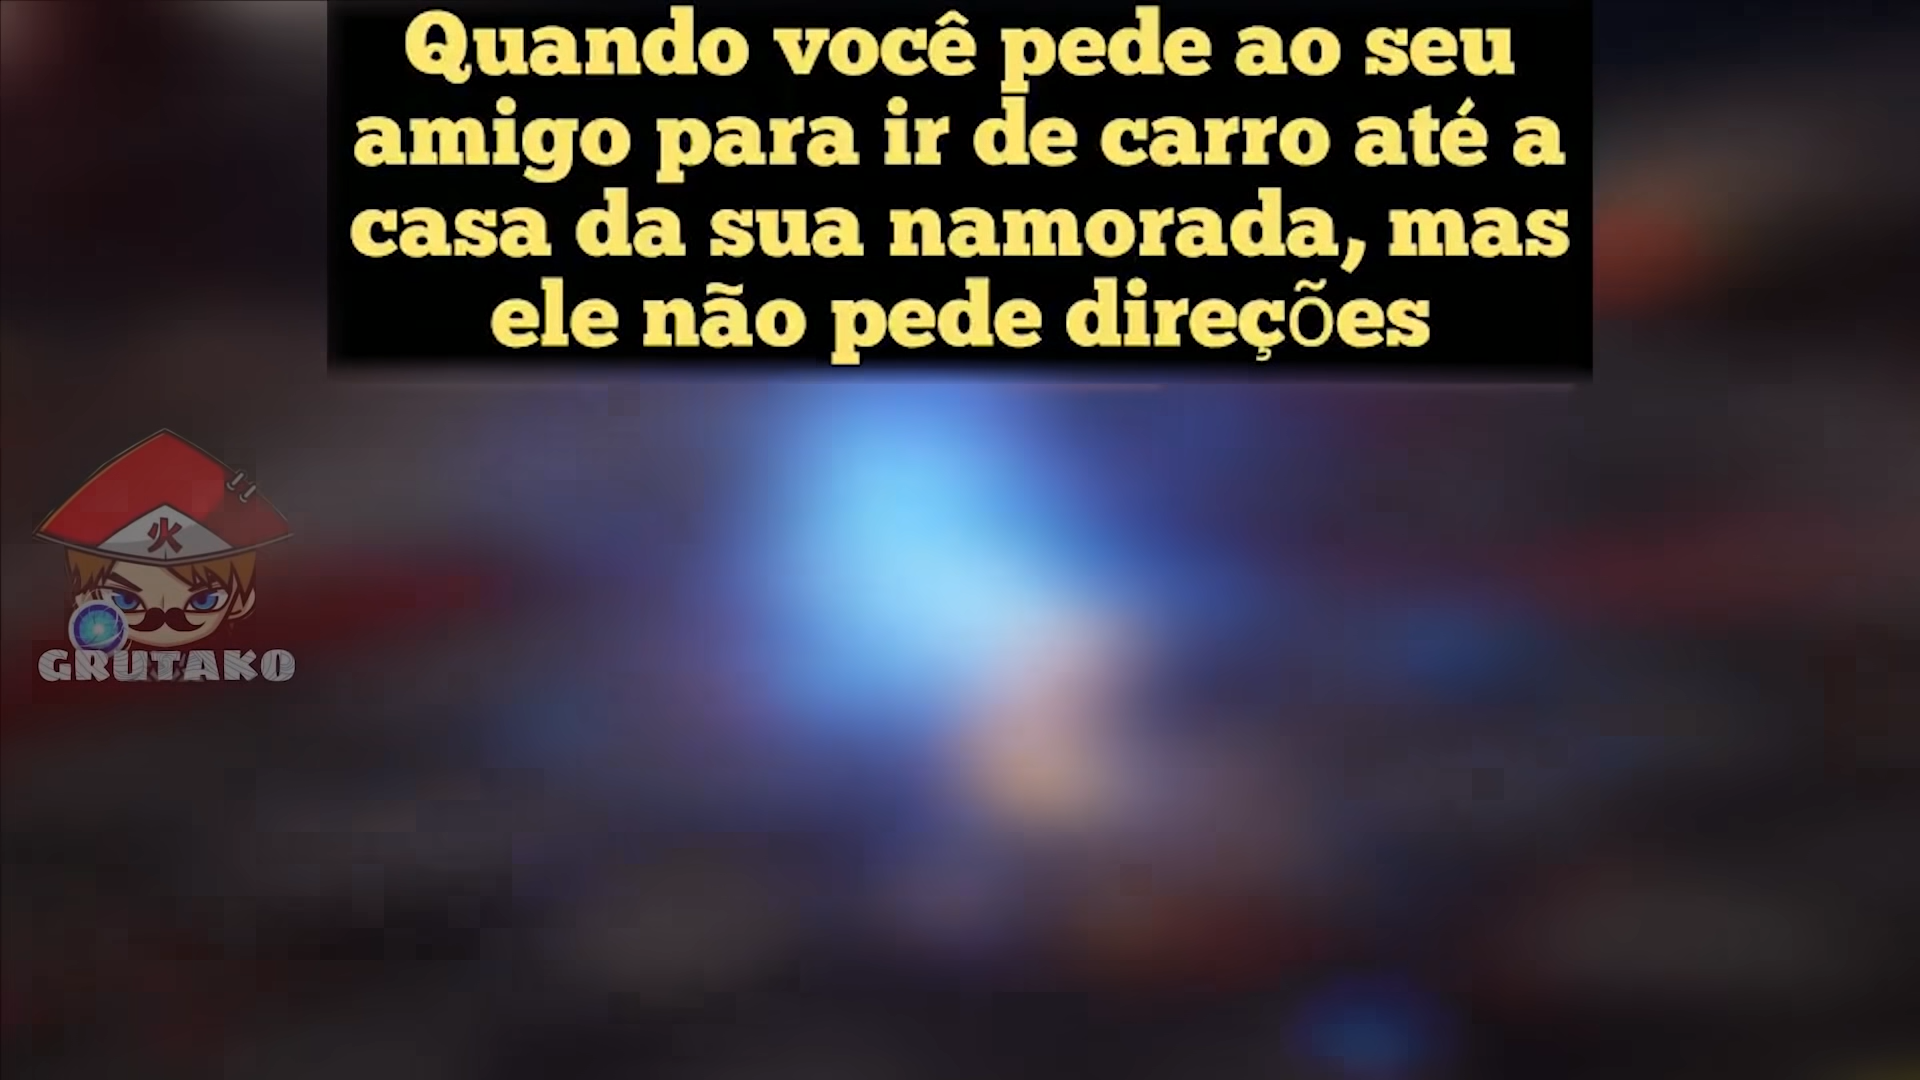 Quando você pede ao seu
amigo para ir de carro até a
casa da sua namorada, mas
ele não pede direções
火
GRUTAKO